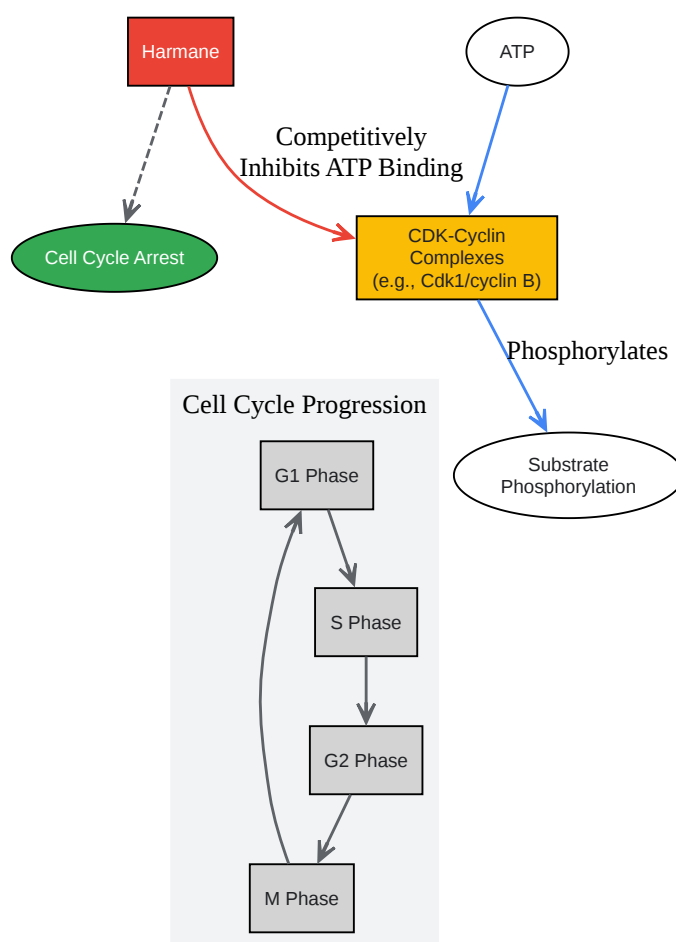 Harmane
ATP
Competitively
Inhibits ATP Binding
Cell Cycle Arrest
CDK-Cyclin
Complexes
(e.g., Cdk1/cyclin B)
Phosphorylates
Cell Cycle Progression
G1 Phase
Substrate
Phosphorylation
S Phase
G2 Phase
M Phase